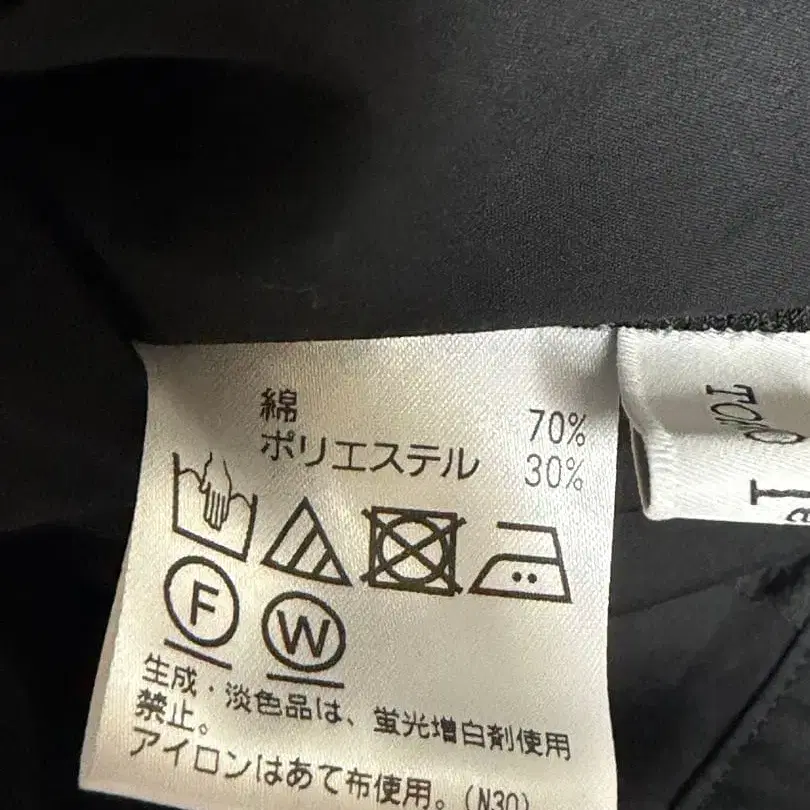 綿 70%
ポリエステル 30%
F
W
生成・淡色品は、蛍光増白剤使用
禁止。
アイロンはあて布使用。(N30)